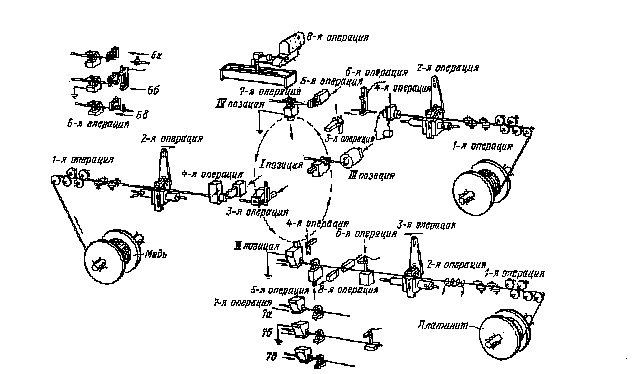 8-я операция
6а
6б
6в
6-я операция
5-я операция
6-я операция
2-я операция
7-я операция
4-я операция
IV позиция
3-я операция
1-я операция
2-я операция
1-я операция
4-я операция
I позиция
III позиция
3-я операция
Медь
4-я операция
6-я операция
3-я операция
II позиция
2-я операция
1-я операция
5-я операция
8-я операция
7-я операция
7а
Платинит
7б
7в